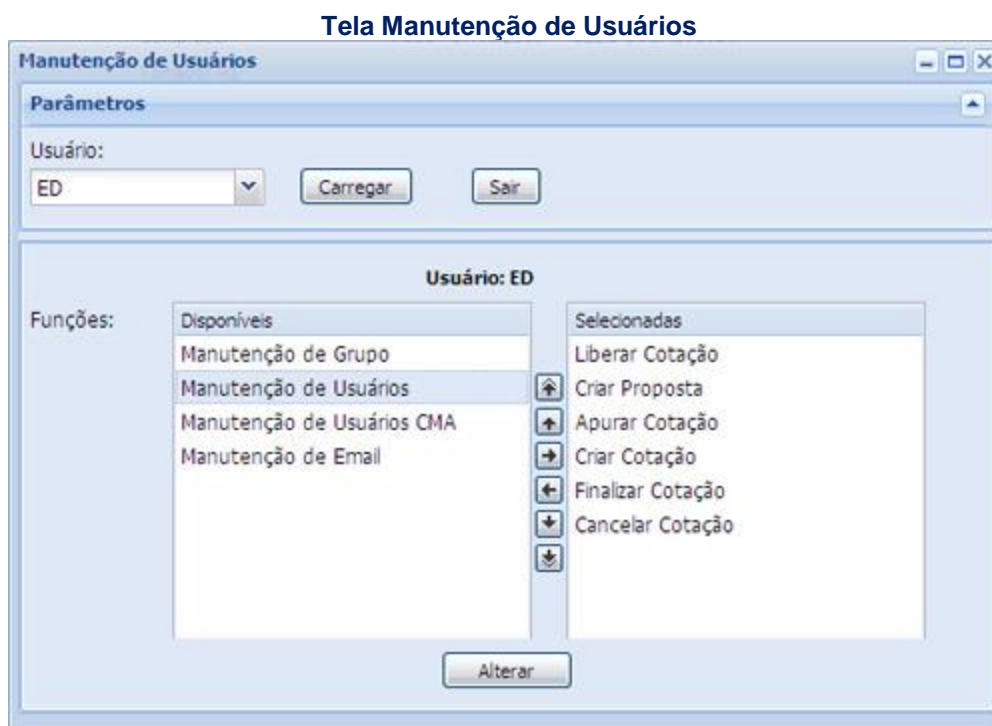 Tela Manutenção de Usuários
Manutenção de Usuários
Parâmetros
Usuário:
ED
Carregar
Sair
Usuário: ED
Funções:
Disponíveis
Manutenção de Grupo
Manutenção de Usuários
Manutenção de Usuários CMA
Manutenção de Email
Selecionadas
Liberar Cotação
Criar Proposta
Apurar Cotação
Criar Cotação
Finalizar Cotação
Cancelar Cotação
Alterar